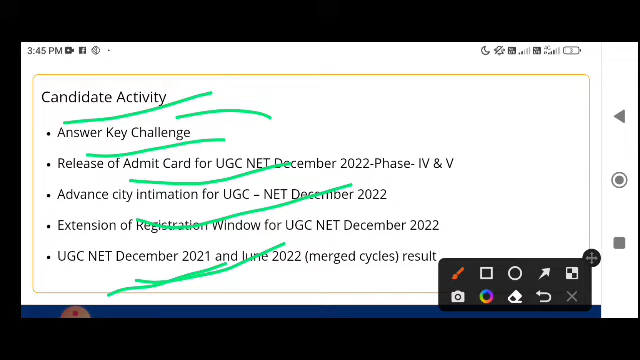 3:45 PM
Candidate Activity
• Answer Key Challenge
• Release of Admit Card for UGC NET December 2022-Phase- IV & V
• Advance city intimation for UGC – NET December 2022
• Extension of Registration Window for UGC NET December 2022
• UGC NET December 2021 and June 2022 (merged cycles) result